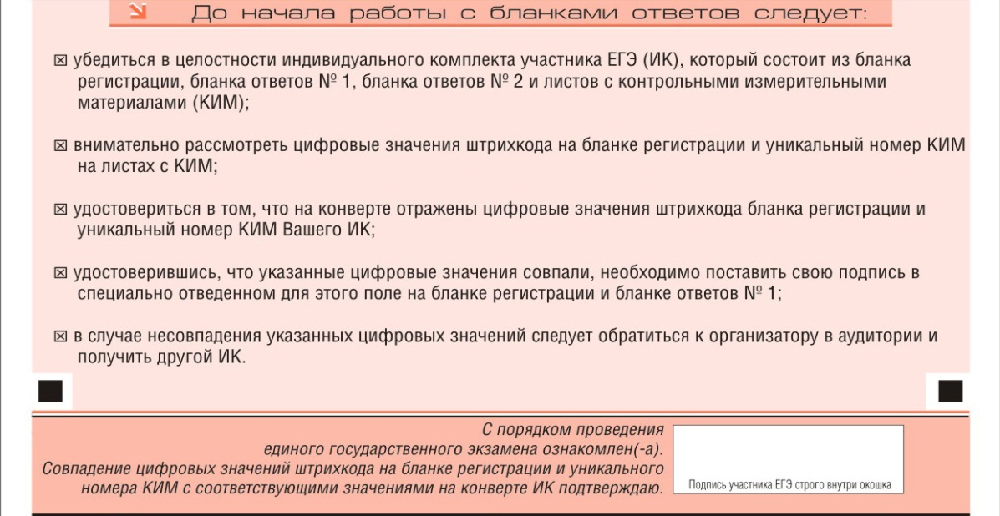 До начала работы с бланками ответов следует:
☒ убедиться в целостности индивидуального комплекта участника ЕГЭ (ИК), который состоит из бланка
регистрации, бланка ответов № 1, бланка ответов № 2 и листов с контрольными измерительными
материалами (КИМ);
☒ внимательно рассмотреть цифровые значения штрихкода на бланке регистрации и уникальный номер КИМ
на листах с КИМ;
☒ удостовериться в том, что на конверте отражены цифровые значения штрихкода бланка регистрации и
уникальный номер КИМ Вашего ИК;
☒ удостоверившись, что указанные цифровые значения совпали, необходимо поставить свою подпись в
специально отведенном для этого поле на бланке регистрации и бланке ответов № 1;
☒ в случае несовпадения указанных цифровых значений следует обратиться к организатору в аудитории и
получить другой ИК.
С порядком проведения
единого государственного экзамена ознакомлен(-а).
Совпадение цифровых значений штрихкода на бланке регистрации и уникального
номера КИМ с соответствующими значениями на конверте ИК подтверждаю.
Подпись участника ЕГЭ строго внутри окошка